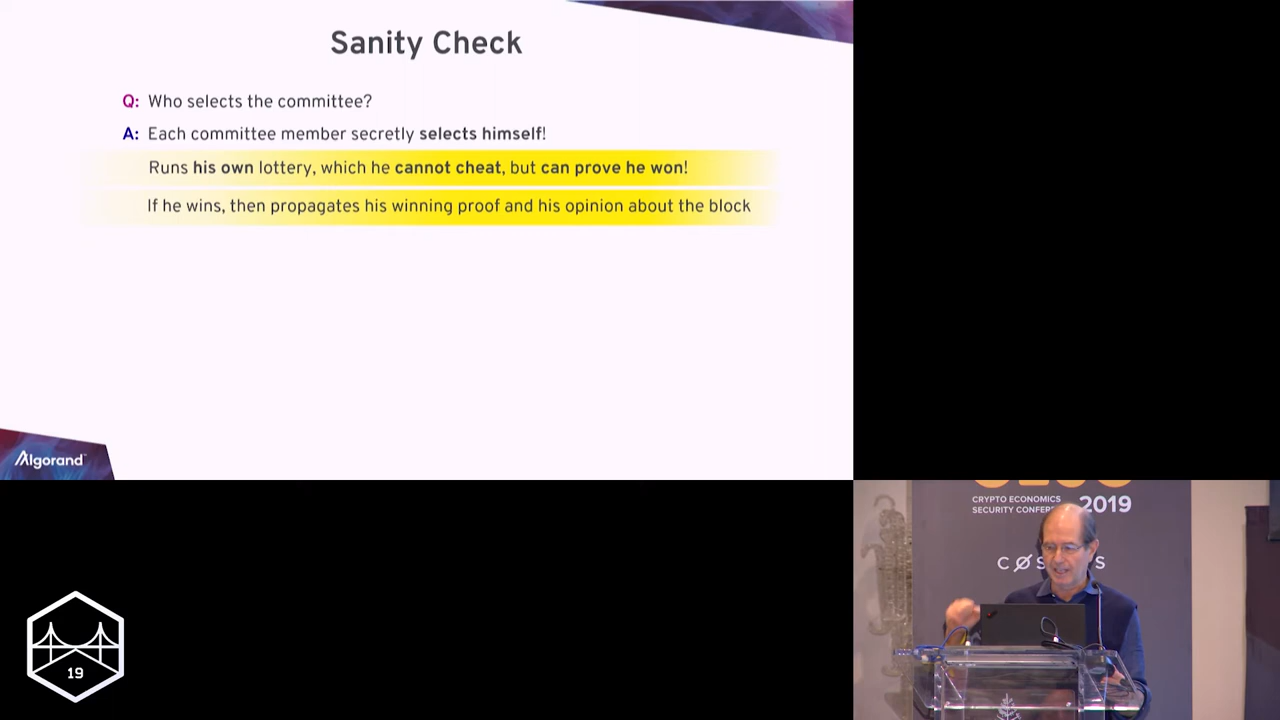 Sanity Check
Q: Who selects the committee?
A: Each committee member secretly selects himself!
Runs his own lottery, which he cannot cheat, but can prove he won!
If he wins, then propagates his winning proof and his opinion about the block
Algorand
CRYPTO ECONOMICS
SECURITY
2019
19